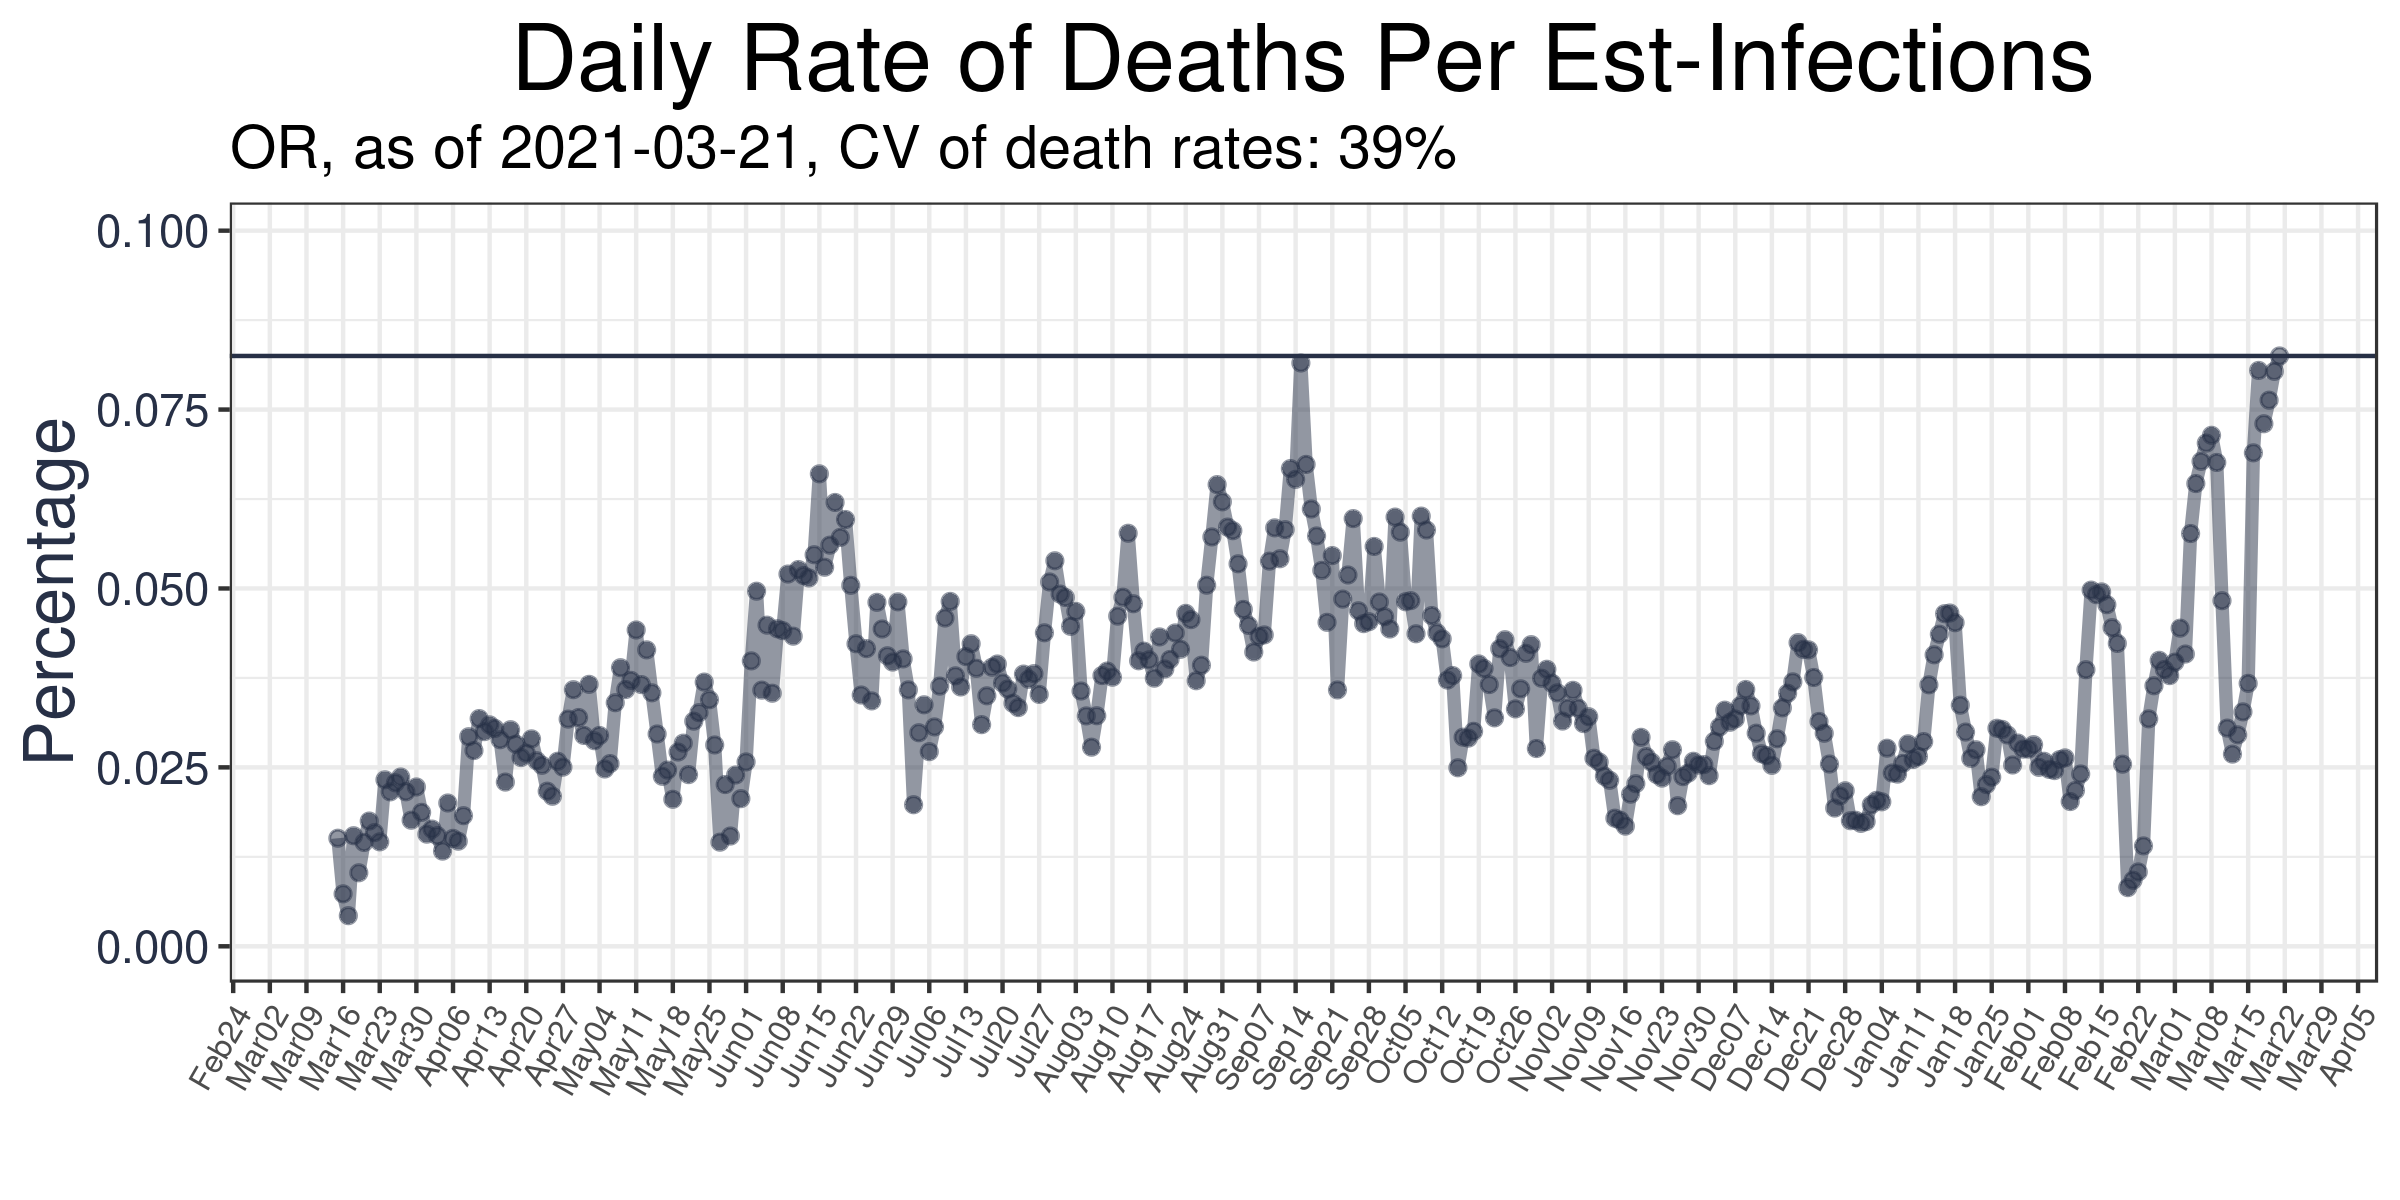 Daily Rate of Deaths Per Est-Infections
OR, as of 2021-03-21, CV of death rates: 39%
Percentage
0.100
0.075
0.050
0.025
0.000
Feb24
Mar02
Mar09
Mar16
Mar23
Mar30
Apr06
Apr13
Apr20
Apr27
May04
May11
May18
May25
Jun01
Jun08
Jun15
Jun22
Jun29
Jul06
Jul13
Jul20
Jul27
Aug03
Aug10
Aug17
Aug24
Aug31
Sep07
Sep14
Sep21
Sep28
Oct05
Oct12
Oct19
Oct26
Nov02
Nov09
Nov16
Nov23
Nov30
Dec07
Dec14
Dec21
Dec28
Jan04
Jan11
Jan18
Jan25
Feb01
Feb08
Feb15
Feb22
Mar01
Mar08
Mar15
Mar22
Mar29
Apr05